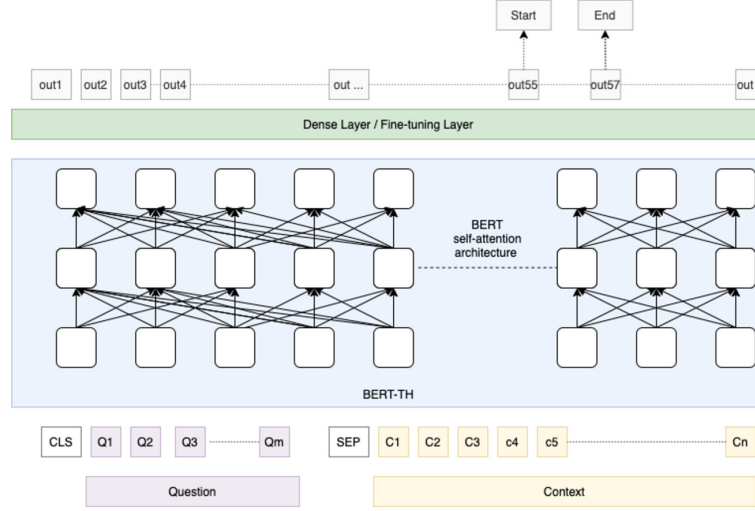 Start
End
out1
out2
out3
out4
out ...
out55
out57
out
Dense Layer / Fine-tuning Layer
BERT
self-attention
architecture
BERT-TH
CLS
Q1
Q2
Q3
Qm
SEP
C1
C2
C3
c4
c5
Cn
Question
Context